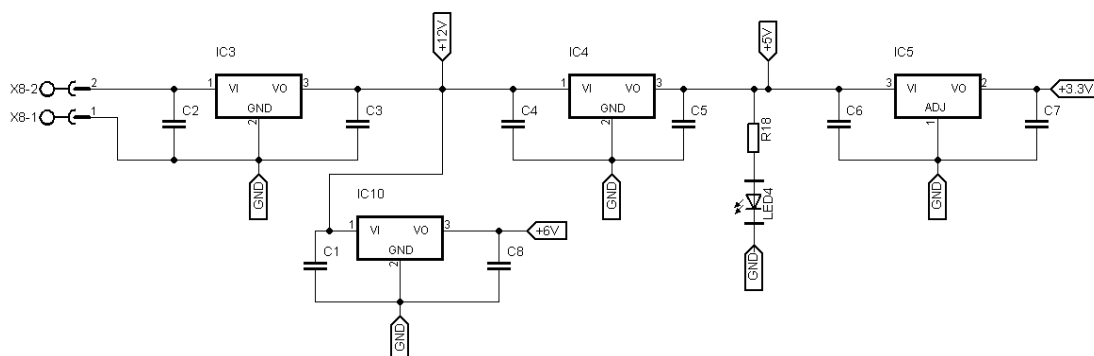 IC3
+12V
IC4
+5V
IC5
X8-2
2
1
VI
VO
3
GND
2
C2
C3
1
VI
VO
3
GND
2
C4
C5
3
VI
VO
2
ADJ
1
C6
C7
+3.3V
X8-1
1
R18
LED4
GND
GND
GND
GND
IC10
1
VI
VO
3
GND
2
C1
C8
+6V
GND